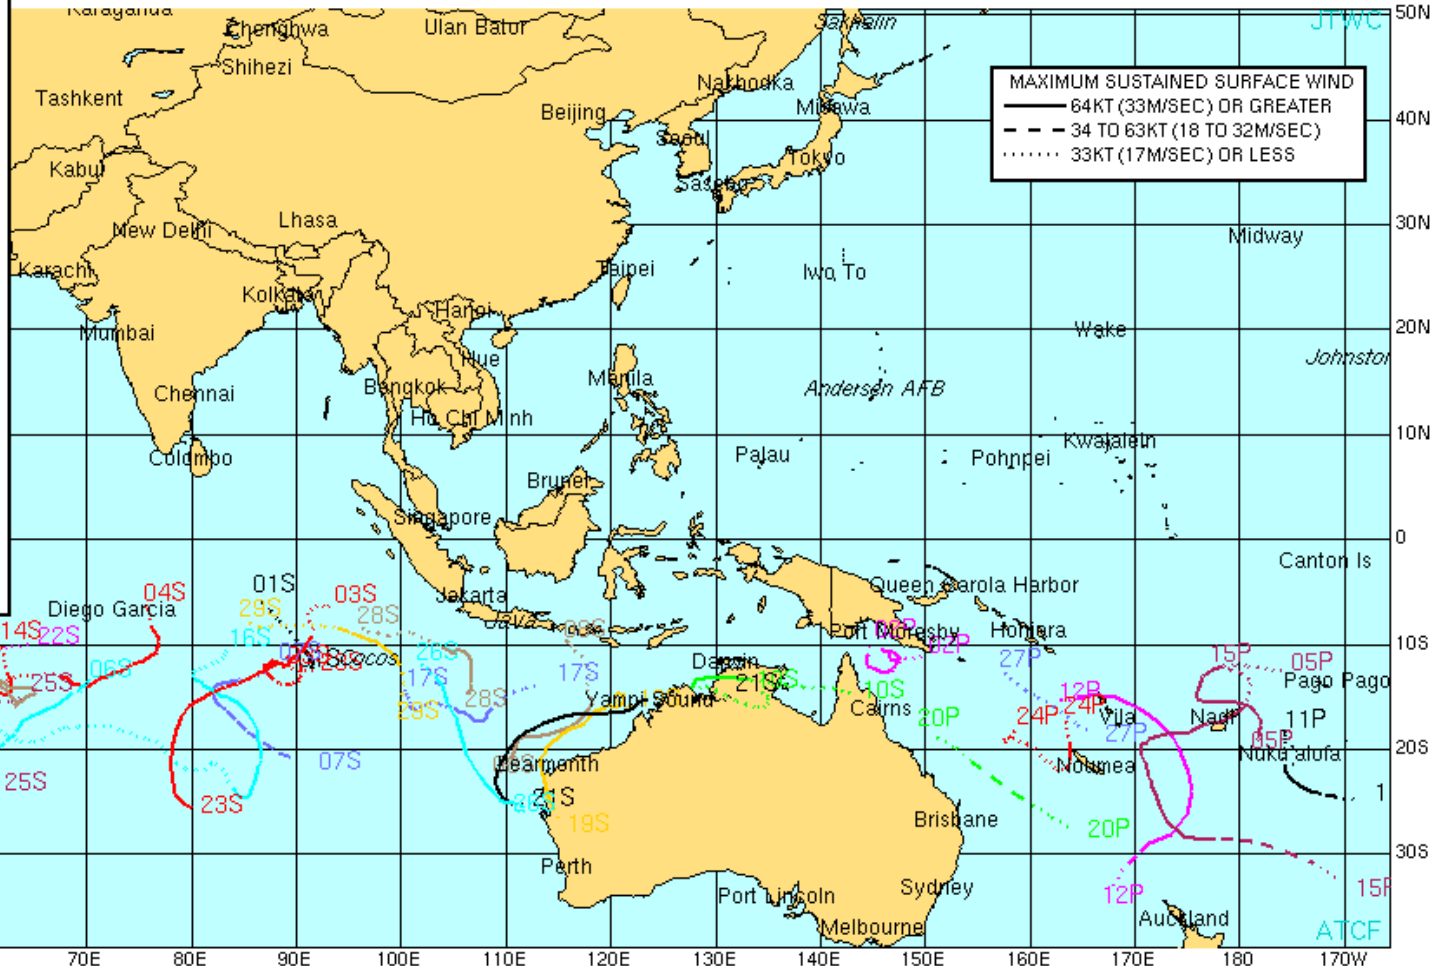 Karaganda
Chenghwa
Ulan Bator
Sakhalin
JTWC
50N
Shihezi
Nakhodka
Tashkent
Beijing
Misawa
MAXIMUM SUSTAINED SURFACE WIND
64KT (33M/SEC) OR GREATER
34 TO 63KT (18 TO 32M/SEC)
33KT (17M/SEC) OR LESS
40N
Seoul
Tokyo
Kabul
Sasebo
New Delhi
Lhasa
30N
Midway
Karachi
Kolkata
Taipei
Iwo To
Hanoi
Mumbai
20N
Wake
Hue
Johnston
Chennai
Bangkok
Manila
Andersen AFB
Ho Chi Minh
10N
Colombo
Palau
Pohnpei
Kwajalein
Brunei
Singapore
0
Canton Is
04S
01S
03S
29S
28S
Diego Garcia
Jakarta
Java
Queen Carola Harbor
14S
22S
16S
Port Moresby
02P
Honiara
10S
06S
Cocos
26S
17S
17S
Darwin
27P
15P
05P
25S
28S
29S
Yampi Sound
21S
10S
Cairns
20P
12P
24P
24P
Vila
27P
Nadi
11P
Pago Pago
05P
20S
Noumea
Nuku'alofa
07S
Learmonth
25S
23S
21S
19S
1
Brisbane
20P
Perth
30S
Port Lincoln
Sydney
12P
15P
Melbourne
Auckland
ATCF
70E
80E
90E
100E
110E
120E
130E
140E
150E
160E
170E
180
170W